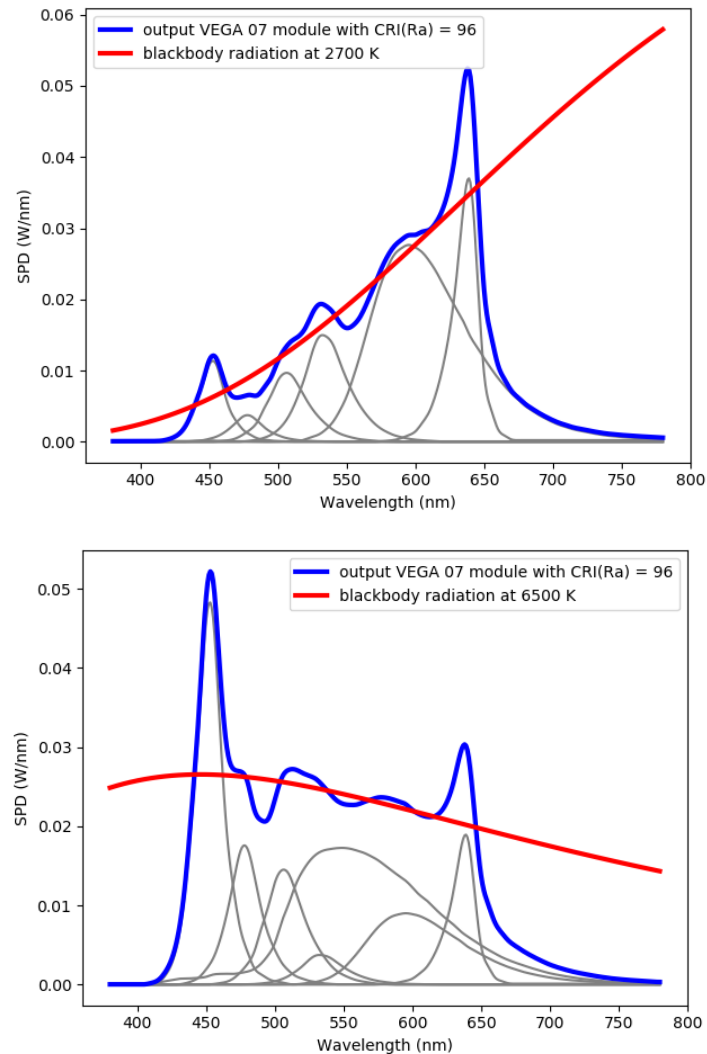 0.06
output VEGA 07 module with CRI(Ra) = 96
blackbody radiation at 2700 K
0.05
0.04
0.03
0.02
0.01
0.00
SPD (W/nm)
400 450 500 550 600 650 700 750 800
Wavelength (nm)
output VEGA 07 module with CRI(Ra) = 96
blackbody radiation at 6500 K
0.05
0.04
0.03
0.02
0.01
0.00
SPD (W/nm)
400 450 500 550 600 650 700 750 800
Wavelength (nm)